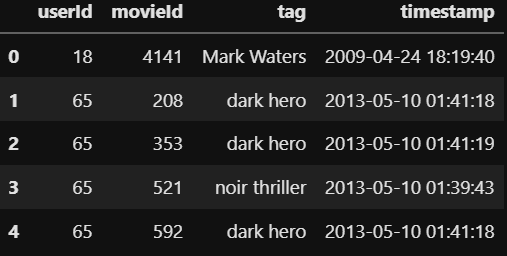 userId movieId tag timestamp
0 18 4141 Mark Waters 2009-04-24 18:19:40
1 65 208 dark hero 2013-05-10 01:41:18
2 65 353 dark hero 2013-05-10 01:41:19
3 65 521 noir thriller 2013-05-10 01:39:43
4 65 592 dark hero 2013-05-10 01:41:18